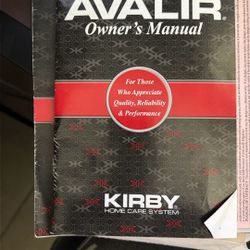 AVALIR®
Owner's Manual
For Those
Who Appreciate
Quality, Reliability
& Performance
KIRBY
HOME CARE SYSTEM